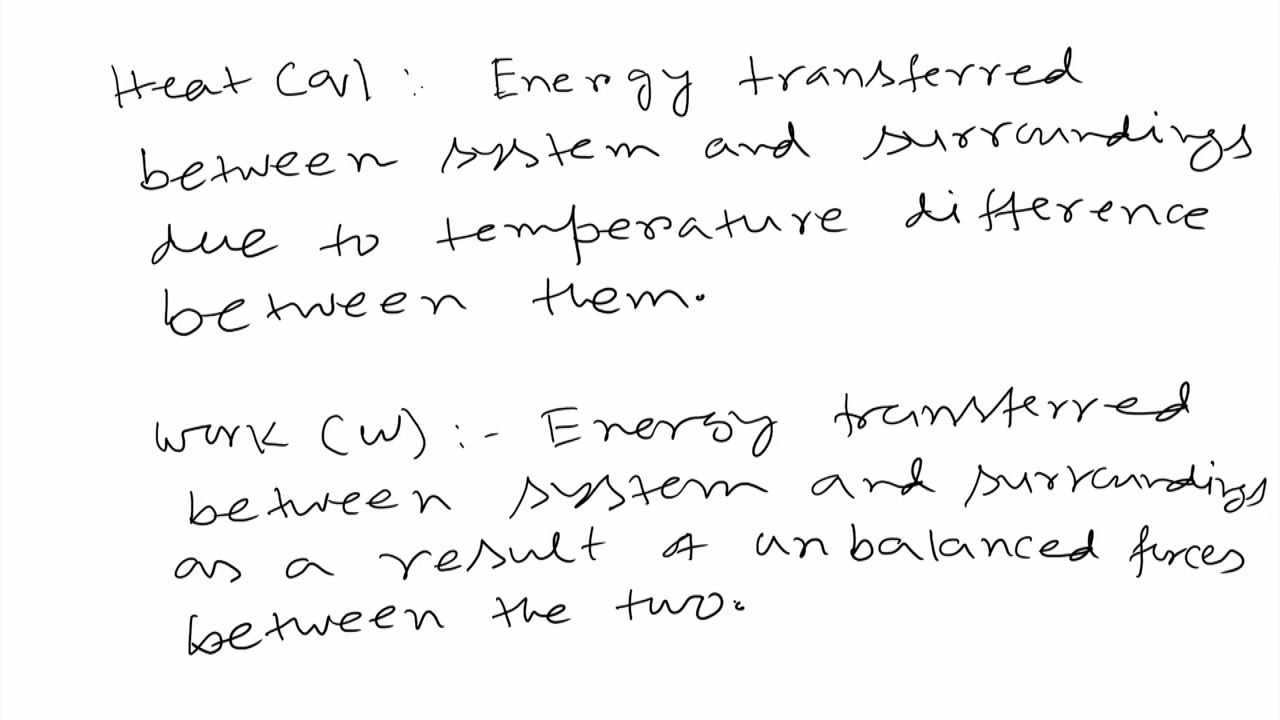 Heat (q) : Energy transferred
between system and surroundings
due to temperature difference
between them.
Work (W) :- Energy transferred
between system and surroundings
as a result of unbalanced forces
between the two.